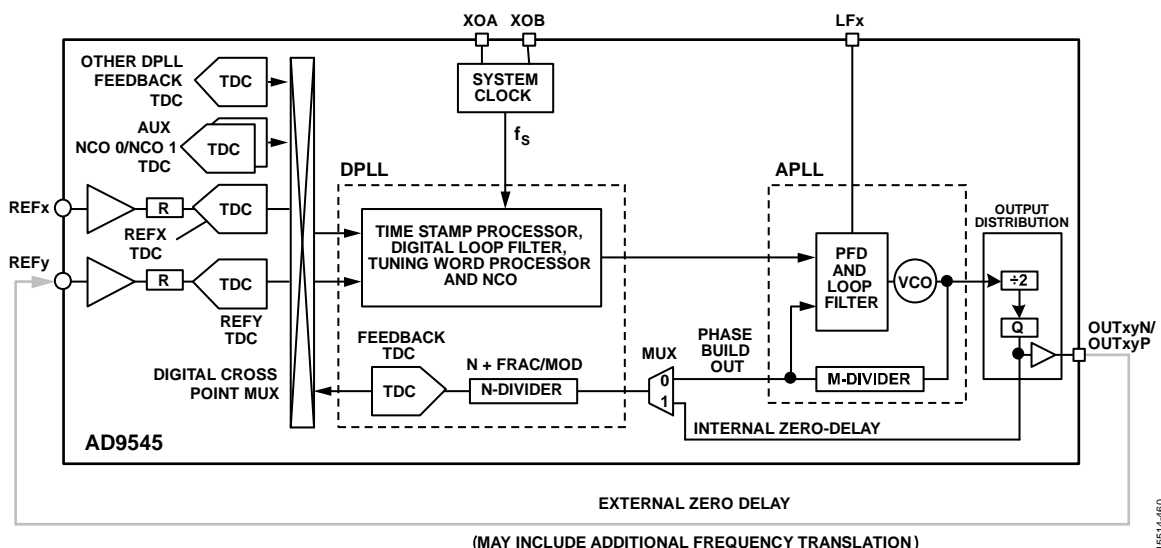 XOA XOB LFx
OTHER DPLL
FEEDBACK
TDC
TDC
AUX
NCO 0/NCO 1
TDC
TDC
SYSTEM
CLOCK
fS
REFx
R
TDC
REFX
TDC
REFy
R
TDC
REFY
TDC
DIGITAL CROSS
POINT MUX
DPLL
TIME STAMP PROCESSOR,
DIGITAL LOOP FILTER,
TUNING WORD PROCESSOR
AND NCO
FEEDBACK
TDC
TDC
N + FRAC/MOD
N-DIVIDER
MUX
0
1
PHASE
BUILD
OUT
APLL
PFD
AND
LOOP
FILTER
VCO
M-DIVIDER
INTERNAL ZERO-DELAY
OUTPUT
DISTRIBUTION
÷2
Q
OUTxyN/
OUTxyP
AD9545
EXTERNAL ZERO DELAY
(MAY INCLUDE ADDITIONAL FREQUENCY TRANSLATION)